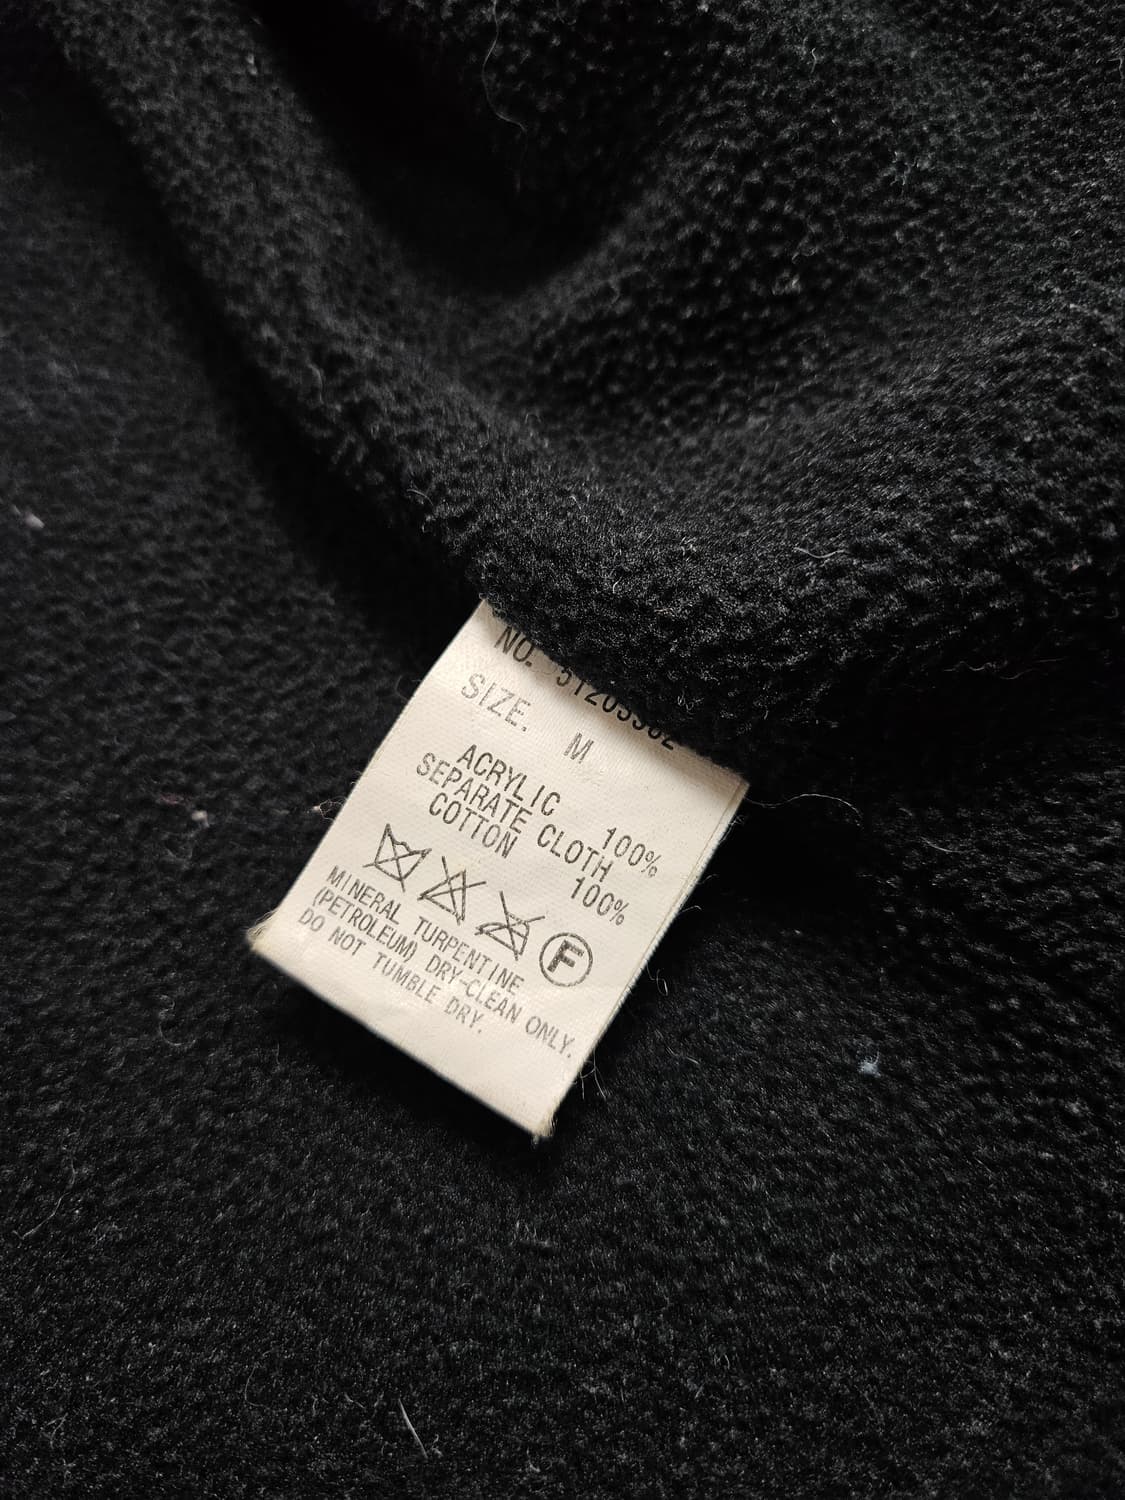 NO. 51203302
SIZE. M
ACRYLIC 100%
SEPARATE CLOTH
COTTON 100%
F
MINERAL TURPENTINE
(PETROLEUM) DRY-CLEAN ONLY.
DO NOT TUMBLE DRY.